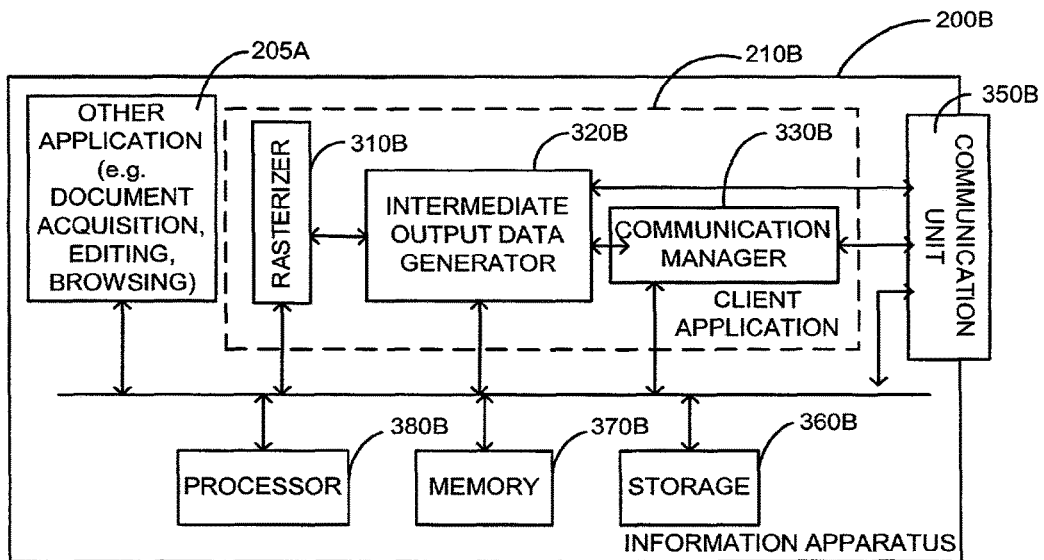 200B
205A
210B
350B
OTHER
APPLICATION
(e.g.
DOCUMENT
ACQUISITION,
EDITING,
BROWSING)
RASTERIZER
310B
320B
330B
INTERMEDIATE
OUTPUT DATA
GENERATOR
COMMUNICATION
MANAGER
CLIENT
APPLICATION
COMMUNICATION
UNIT
380B
370B
360B
PROCESSOR
MEMORY
STORAGE
INFORMATION APPARATUS